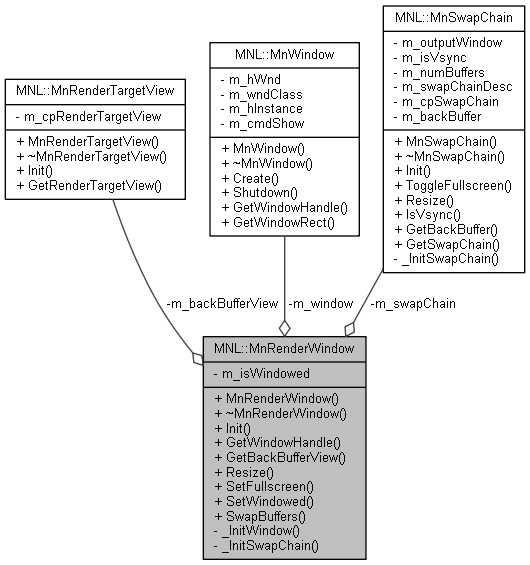 MNL::MnRenderTargetView
- m_cpRenderTargetView
+ MnRenderTargetView()
+ ~MnRenderTargetView()
+ Init()
+ GetRenderTargetView()
MNL::MnWindow
- m_hWnd
- m_wndClass
- m_hInstance
- m_cmdShow
+ MnWindow()
+ ~MnWindow()
+ Create()
+ Shutdown()
+ GetWindowHandle()
+ GetWindowRect()
MNL::MnSwapChain
- m_outputWindow
- m_isVsync
- m_numBuffers
- m_swapChainDesc
- m_cpSwapChain
- m_backBuffer
+ MnSwapChain()
+ ~MnSwapChain()
+ Init()
+ ToggleFullscreen()
+ Resize()
+ IsVsync()
+ GetBackBuffer()
+ GetSwapChain()
- _InitSwapChain()
-m_backBufferView
-m_window
-m_swapChain
MNL::MnRenderWindow
- m_isWindowed
+ MnRenderWindow()
+ ~MnRenderWindow()
+ Init()
+ GetWindowHandle()
+ GetBackBufferView()
+ Resize()
+ SetFullscreen()
+ SetWindowed()
+ SwapBuffers()
- _InitWindow()
- _InitSwapChain()